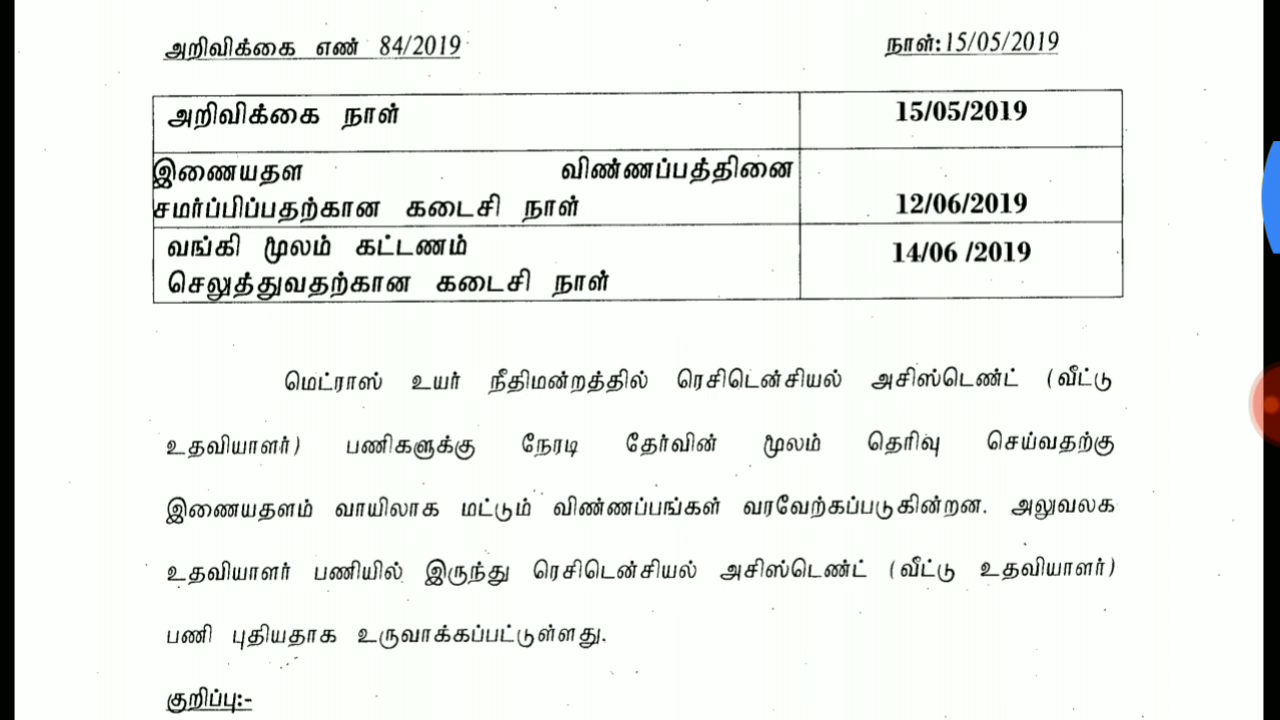 அறிவிக்கை எண் 84/2019 நாள்:15/05/2019
அறிவிக்கை நாள் 15/05/2019
இணையதள விண்ணப்பத்தினை
சமர்ப்பிப்பதற்கான கடைசி நாள் 12/06/2019
வங்கி மூலம் கட்டணம் 14/06 /2019
செலுத்துவதற்கான கடைசி நாள்
மெட்ராஸ் உயர் நீதிமன்றத்தில் ரெசிடென்சியல் அசிஸ்டெண்ட் (வீட்டு
உதவியாளர்) பணிகளுக்கு நேரடி தேர்வின் மூலம் தெரிவு செய்வதற்கு
இணையதளம் வாயிலாக மட்டும் விண்ணப்பங்கள் வரவேற்கப்படுகின்றன. அலுவலக
உதவியாளர் பணியில் இருந்து ரெசிடென்சியல் அசிஸ்டெண்ட் (வீட்டு உதவியாளர்)
பணி புதியதாக உருவாக்கப்பட்டுள்ளது.
குறிப்பு:-